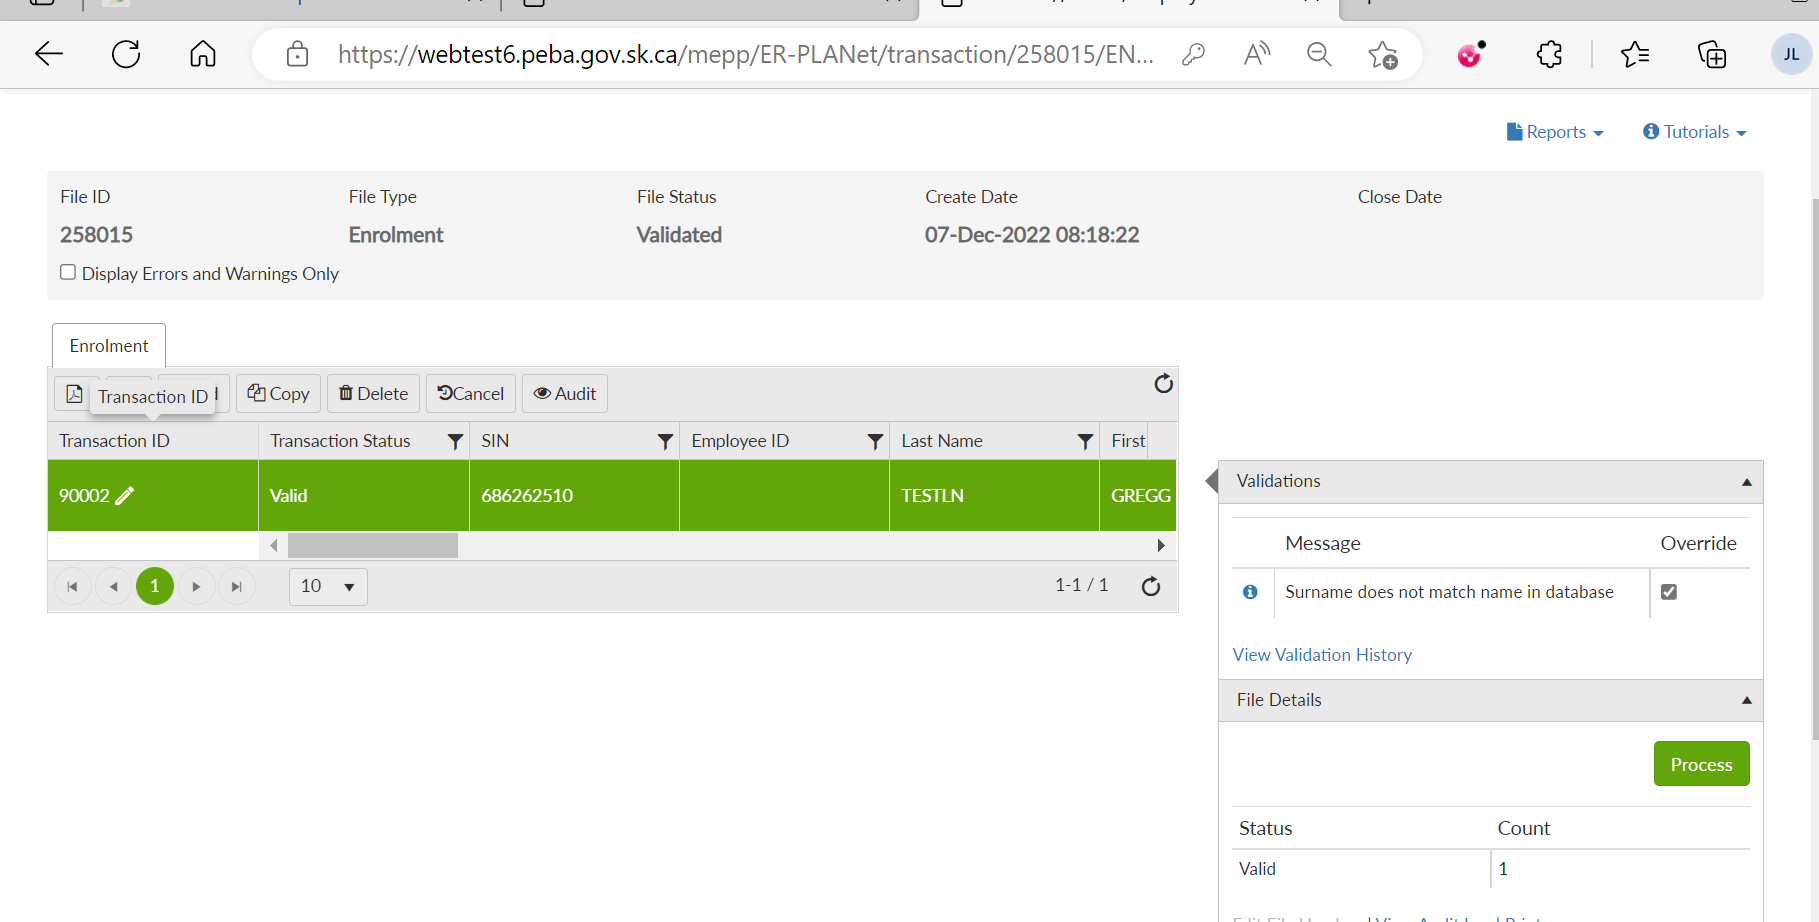 https://webtest6.peba.gov.sk.ca/mepp/ER-PLANet/transaction/258015/EN...
JL
Reports
Tutorials
File ID
File Type
File Status
Create Date
Close Date
258015
Enrolment
Validated
07-Dec-2022 08:18:22
Display Errors and Warnings Only
Enrolment
Transaction ID
Copy
Delete
Cancel
Audit
Transaction ID
Transaction Status
SIN
Employee ID
Last Name
First
90002
Valid
686262510
TESTLN
GREGG
1
10
1-1 / 1
Validations
Message
Override
Surname does not match name in database
View Validation History
File Details
Process
Status
Count
Valid
1